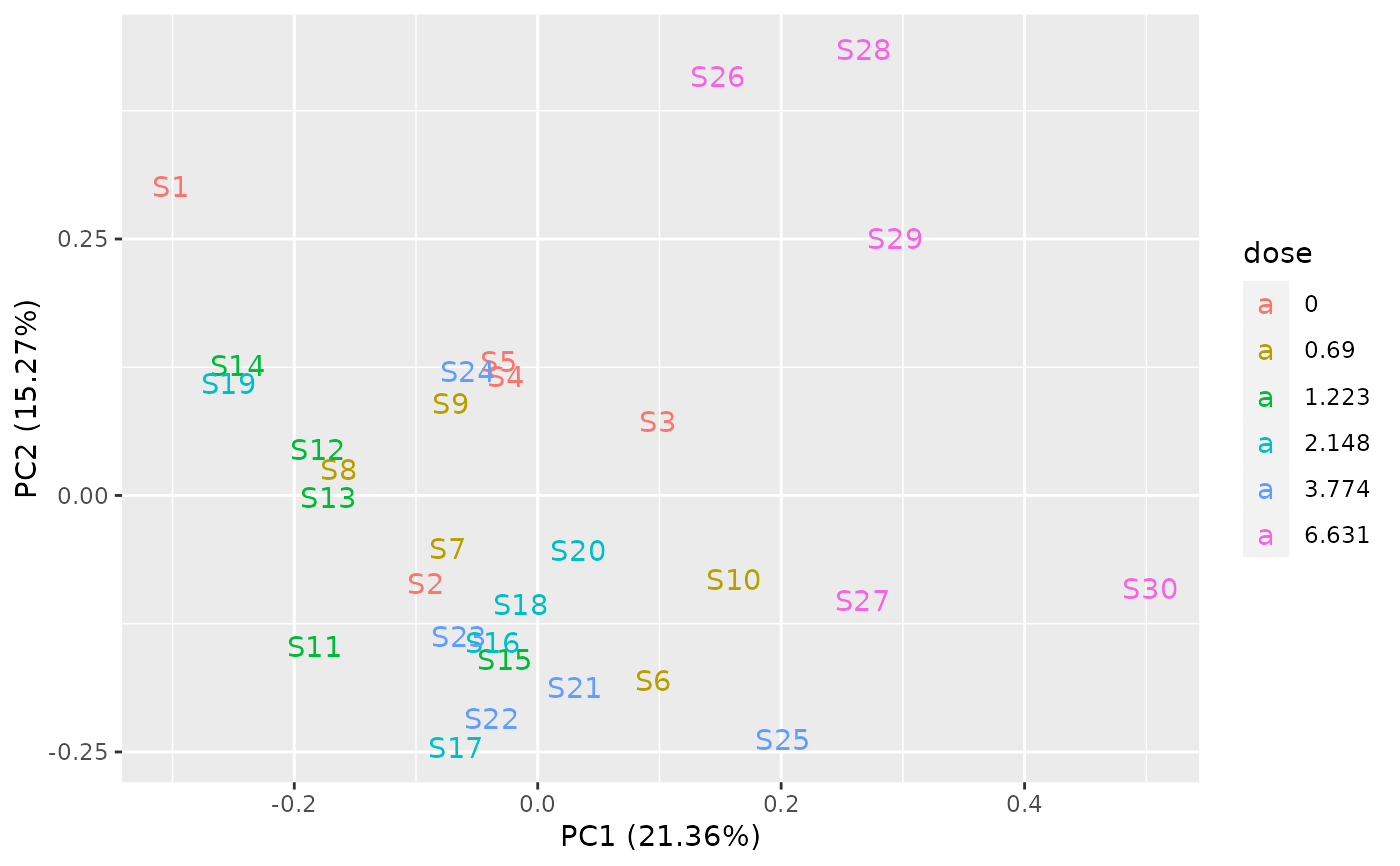 S28
S26
S1
0.25
S29
dose
a 0
a 0.69
a 1.223
a 2.148
a 3.774
a 6.631
S14
S5
S24
S4
S19
S9
S3
S12
S8
0.00
S13
S7
S20
S2
S10
S30
S27
S18
S23
S16
S11
S15
S6
S21
S22
S25
S17
-0.25
-0.2
0.0
0.2
0.4
PC1 (21.36%)
PC2 (15.27%)